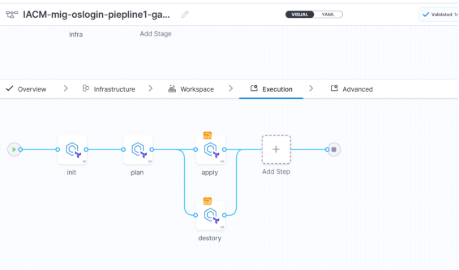 IACM-mig-oslogin-piepline1-ga...
VISUAL YAML
Validated
infra
Add Stage
Overview
Infrastructure
Workspace
Execution
Advanced
init
plan
apply
Add Step
destory